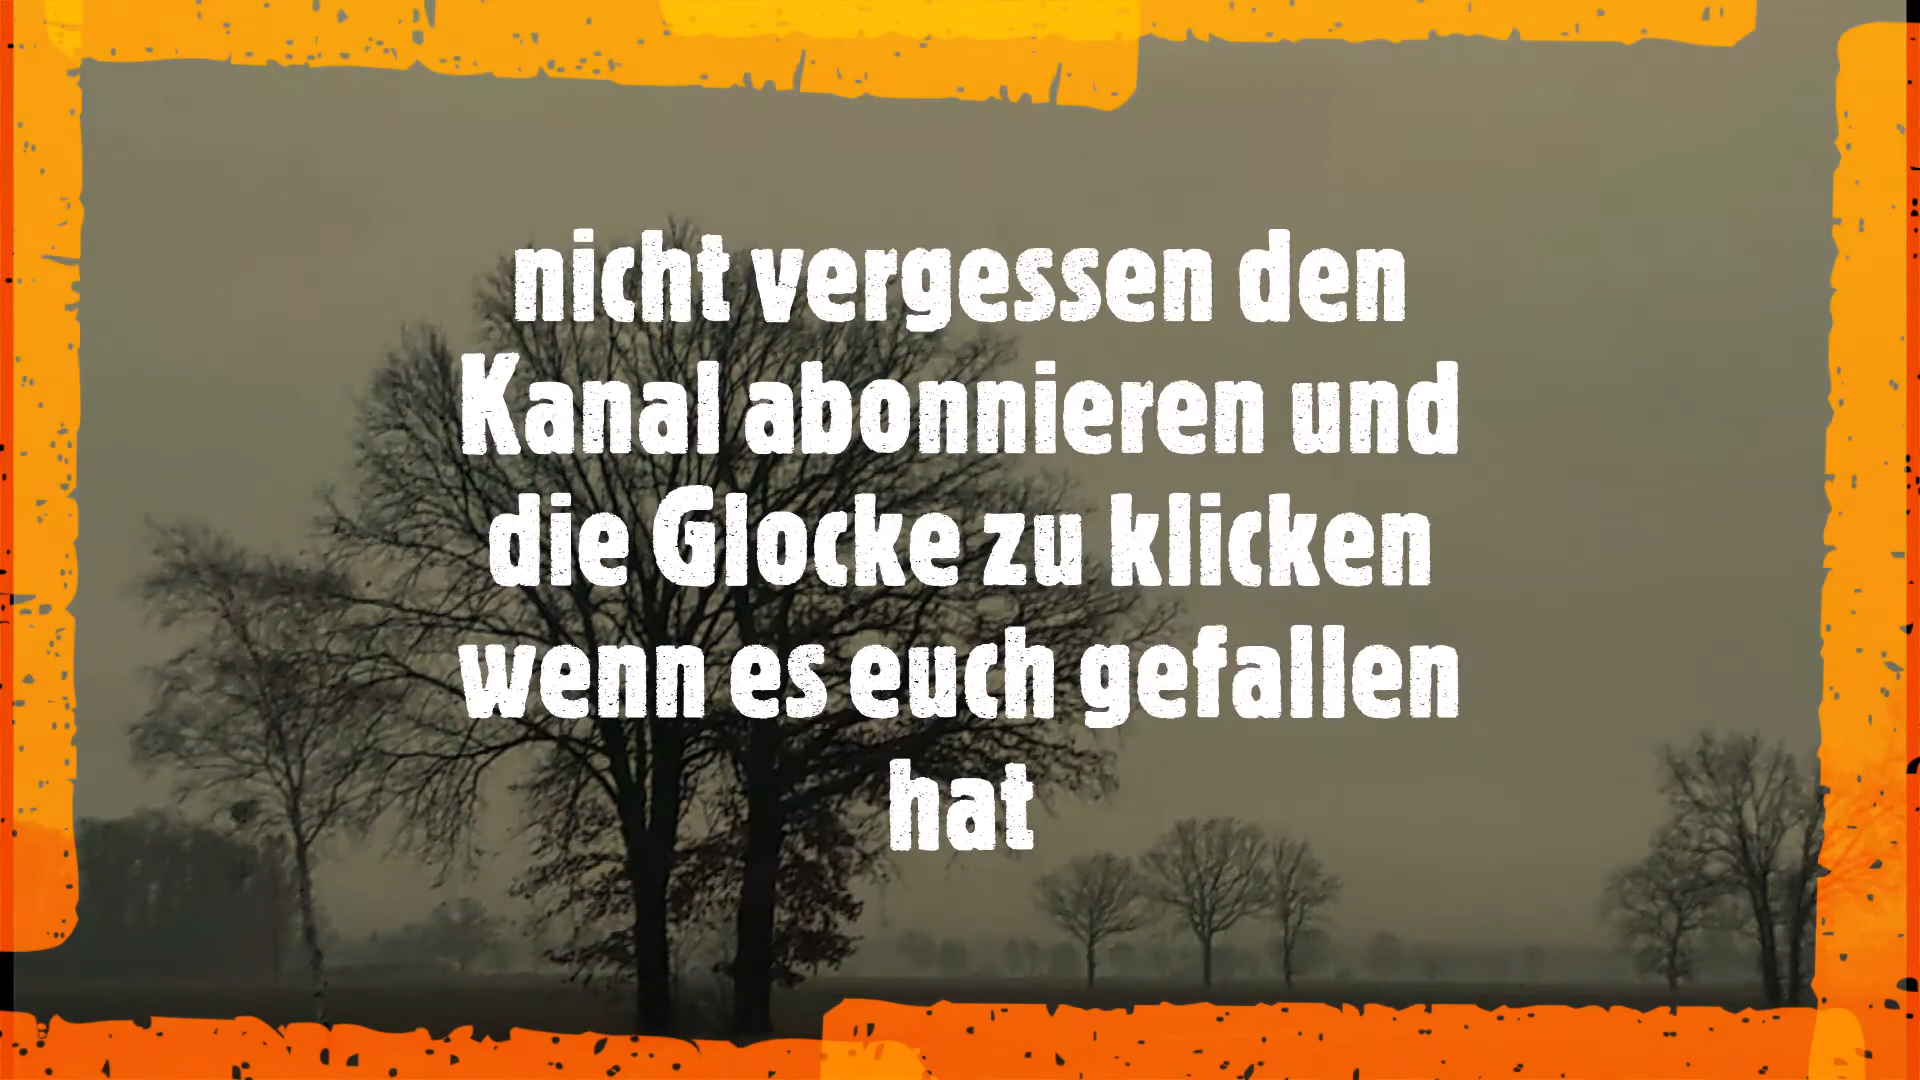 nicht vergessen den
Kanal abonnieren und
die Glocke zu klicken
wenn es euch gefallen
hat